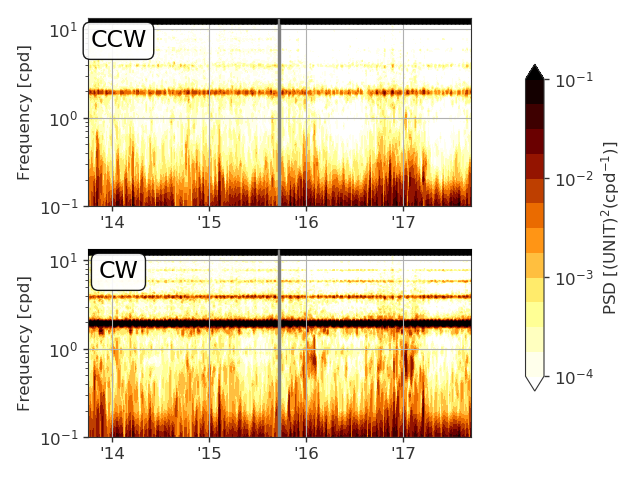 CCW
Frequency [cpd]
10¹
10⁰
10⁻¹
'14 '15 '16 '17
CW
Frequency [cpd]
10¹
10⁰
10⁻¹
'14 '15 '16 '17
10⁻¹
10⁻²
10⁻³
10⁻⁴
PSD [(UNIT)²(cpd⁻¹)]